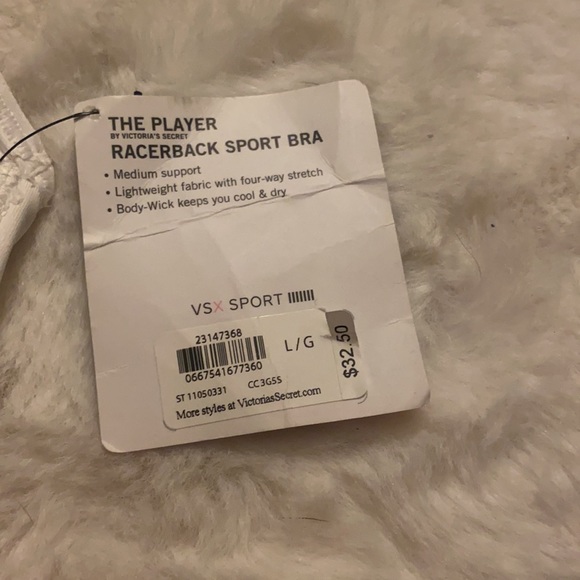 THE PLAYER
BY VICTORIA'S SECRET
RACERBACK SPORT BRA
• Medium support
• Lightweight fabric with four-way stretch
• Body-Wick keeps you cool & dry
VSX SPORT
23147368
L/G
$32.50
0667541677360
ST 11050331 CC3G5S
More styles at VictoriasSecret.com